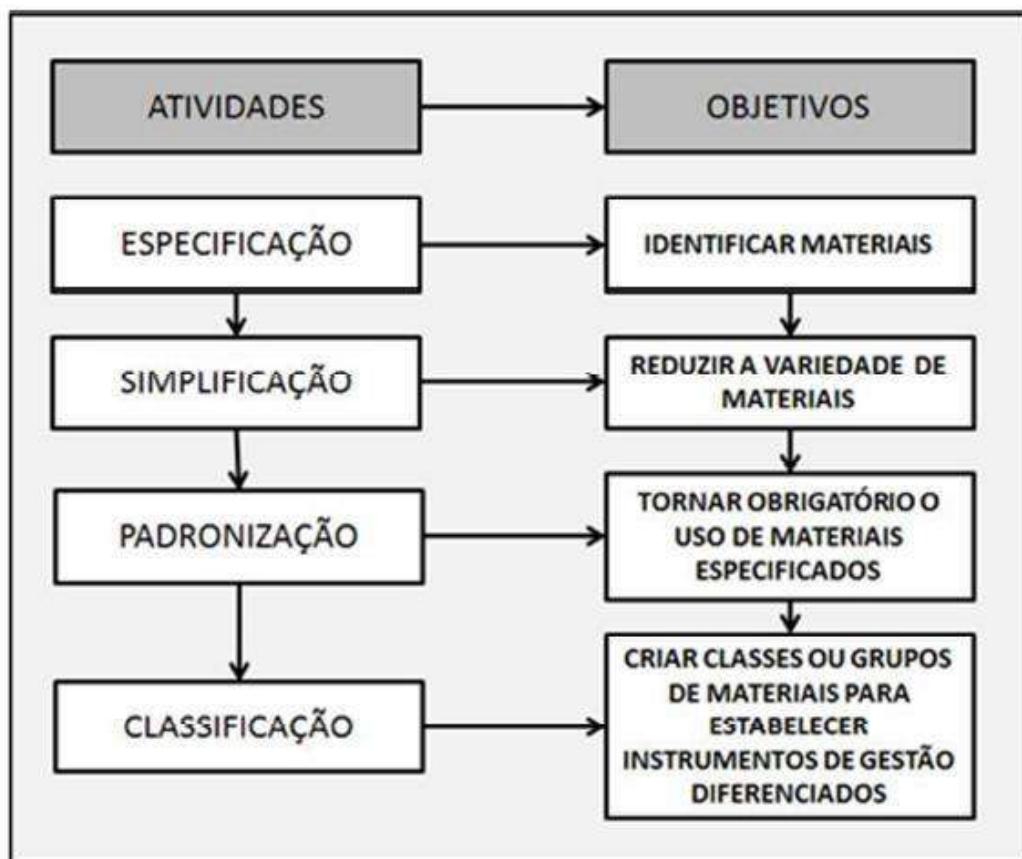 ATIVIDADES
OBJETIVOS
ESPECIFICAÇÃO
IDENTIFICAR MATERIAIS
SIMPLIFICAÇÃO
REDUZIR A VARIEDADE DE
MATERIAIS
PADRONIZAÇÃO
TORNAR OBRIGATÓRIO O
USO DE MATERIAIS
ESPECIFICADOS
CLASSIFICAÇÃO
CRIAR CLASSES OU GRUPOS
DE MATERIAIS PARA
ESTABELECER
INSTRUMENTOS DE GESTÃO
DIFERENCIADOS